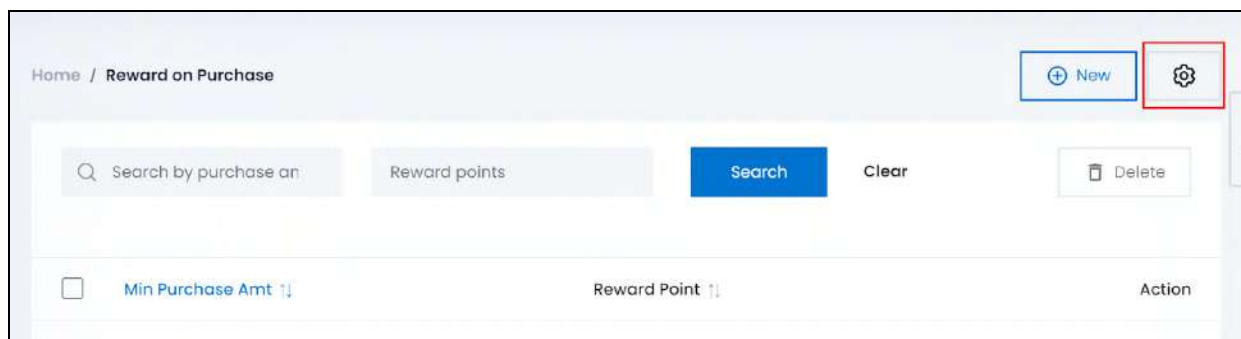 Home / Reward on Purchase
New
Search by purchase an
Reward points
Search
Clear
Delete
Min Purchase Amt
Reward Point
Action